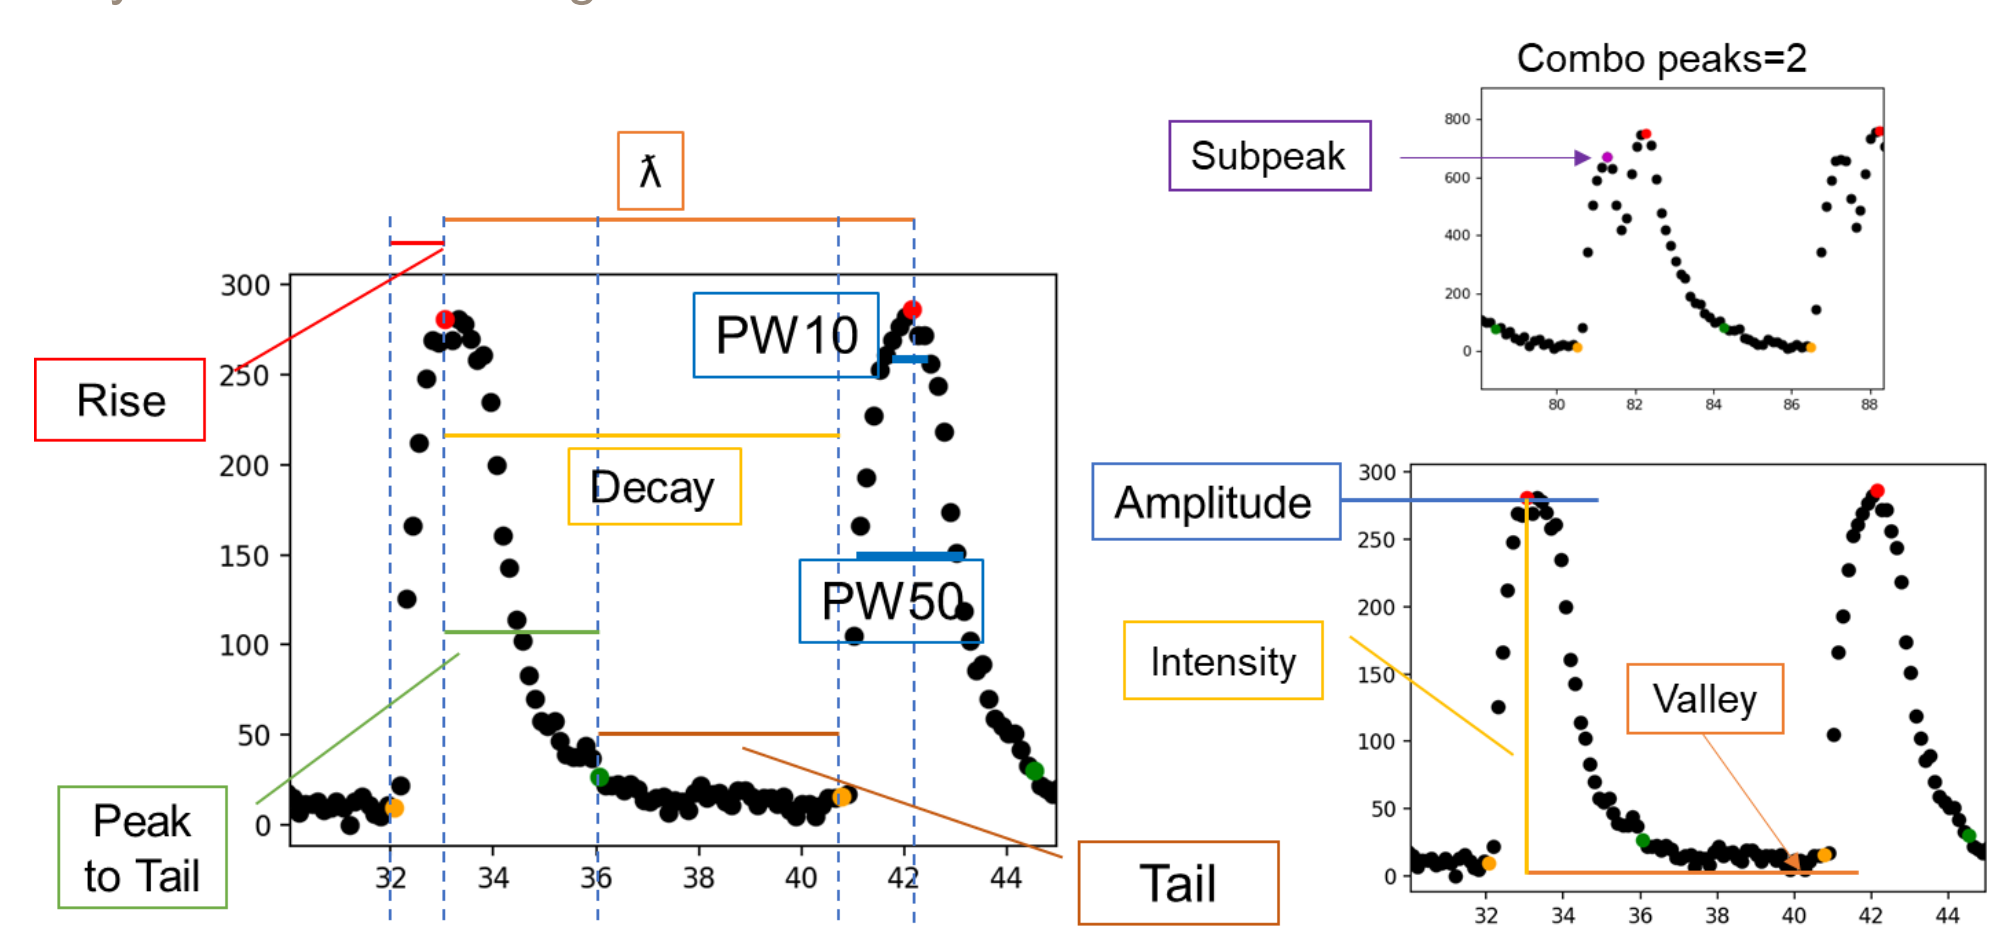 Combo peaks=2
Subpeak
800
600
400
200
0
80 82 84 86 88
ƛ
Rise
PW10
Decay
PW50
Peak
to Tail
Tail
300
250
200
150
100
50
0
32 34 36 38 40 42 44
Amplitude
Intensity
Valley
300
250
200
150
100
50
0
32 34 36 38 40 42 44